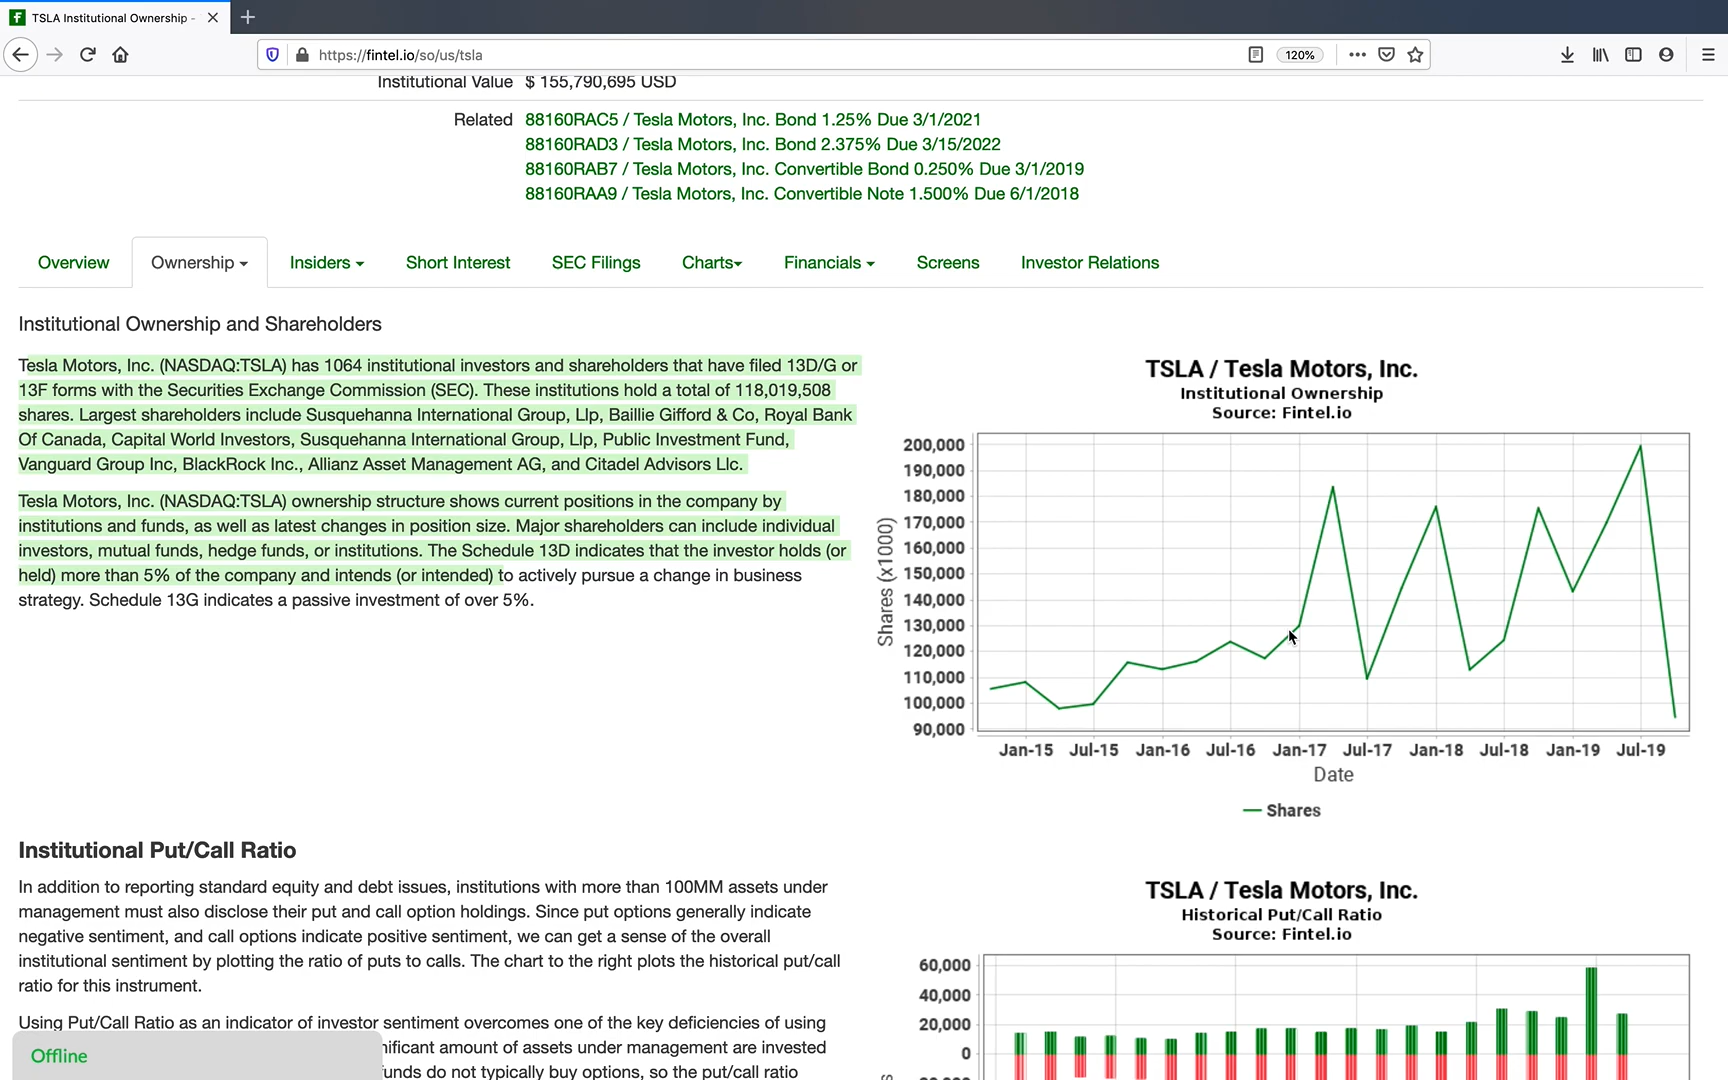 TSLA Institutional Ownership -
https://fintel.io/so/us/tsla
120%
Institutional Value $ 155,790,695 USD
Related 88160RAC5 / Tesla Motors, Inc. Bond 1.25% Due 3/1/2021
88160RAD3 / Tesla Motors, Inc. Bond 2.375% Due 3/15/2022
88160RAB7 / Tesla Motors, Inc. Convertible Bond 0.250% Due 3/1/2019
88160RAA9 / Tesla Motors, Inc. Convertible Note 1.500% Due 6/1/2018
Overview Ownership Insiders Short Interest SEC Filings Charts Financials Screens Investor Relations
Institutional Ownership and Shareholders
Tesla Motors, Inc. (NASDAQ:TSLA) has 1064 institutional investors and shareholders that have filed 13D/G or
13F forms with the Securities Exchange Commission (SEC). These institutions hold a total of 118,019,508
shares. Largest shareholders include Susquehanna International Group, Llp, Baillie Gifford & Co, Royal Bank
Of Canada, Capital World Investors, Susquehanna International Group, Llp, Public Investment Fund,
Vanguard Group Inc, BlackRock Inc., Allianz Asset Management AG, and Citadel Advisors Llc.
Tesla Motors, Inc. (NASDAQ:TSLA) ownership structure shows current positions in the company by
institutions and funds, as well as latest changes in position size. Major shareholders can include individual
investors, mutual funds, hedge funds, or institutions. The Schedule 13D indicates that the investor holds (or
held) more than 5% of the company and intends (or intended) to actively pursue a change in business
strategy. Schedule 13G indicates a passive investment of over 5%.
TSLA / Tesla Motors, Inc.
Institutional Ownership
Source: Fintel.io
Shares (x1000)
200,000
190,000
180,000
170,000
160,000
150,000
140,000
130,000
120,000
110,000
100,000
90,000
Jan-15 Jul-15 Jan-16 Jul-16 Jan-17 Jul-17 Jan-18 Jul-18 Jan-19 Jul-19
Date
Shares
Institutional Put/Call Ratio
In addition to reporting standard equity and debt issues, institutions with more than 100MM assets under
management must also disclose their put and call option holdings. Since put options generally indicate
negative sentiment, and call options indicate positive sentiment, we can get a sense of the overall
institutional sentiment by plotting the ratio of puts to calls. The chart to the right plots the historical put/call
ratio for this instrument.
Using Put/Call Ratio as an indicator of investor sentiment overcomes one of the key deficiencies of using
nificant amount of assets under management are invested
unds do not typically buy options, so the put/call ratio
Offline
TSLA / Tesla Motors, Inc.
Historical Put/Call Ratio
Source: Fintel.io
60,000
40,000
20,000
0